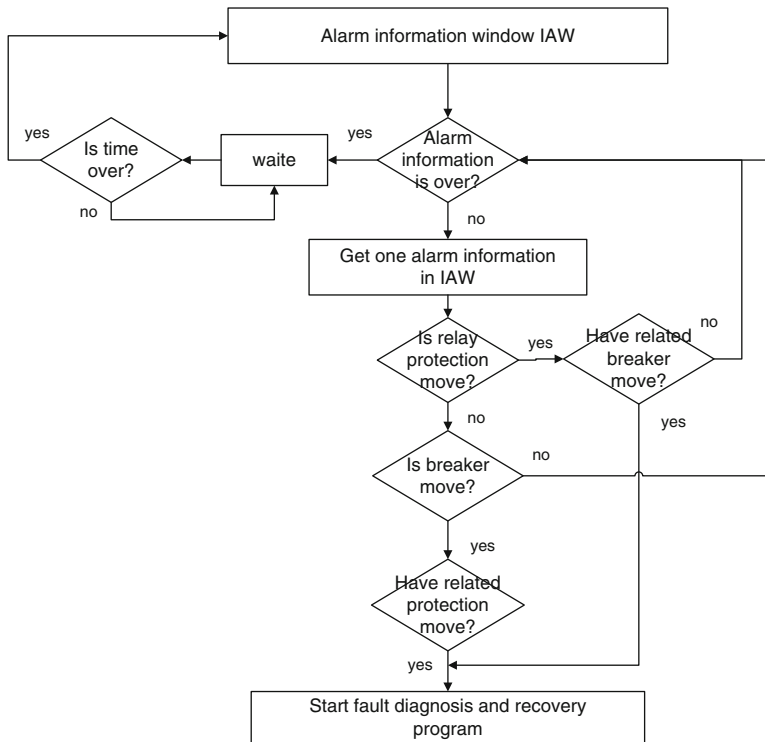 Alarm information window IAW
yes
Is time
over?
no
waite
yes
Alarm
information
is over?
no
Get one alarm information
in IAW
Is relay
protection
move?
yes
Have related
breaker
move?
no
yes
no
Is breaker
move?
no
yes
Have related
protection
move?
yes
Start fault diagnosis and recovery
program